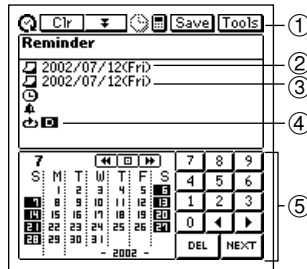 Clr Save Tools ①
Reminder
2002/07/12(Fri) ②
2002/07/12(Fri) ③
D ④
7 7 8 9
S M T W T F S 4 5 6
1 2 3 4 5 6
7 8 9 10 11 12 13 1 2 3 ⑤
14 15 16 17 18 19 20
21 22 23 24 25 26 27 0
28 29 30 31 DEL NEXT
- 2002 -